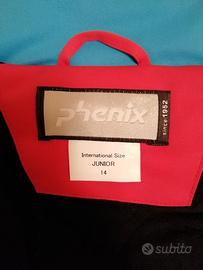 phenix
since 1952
International Size
JUNIOR
14
subito